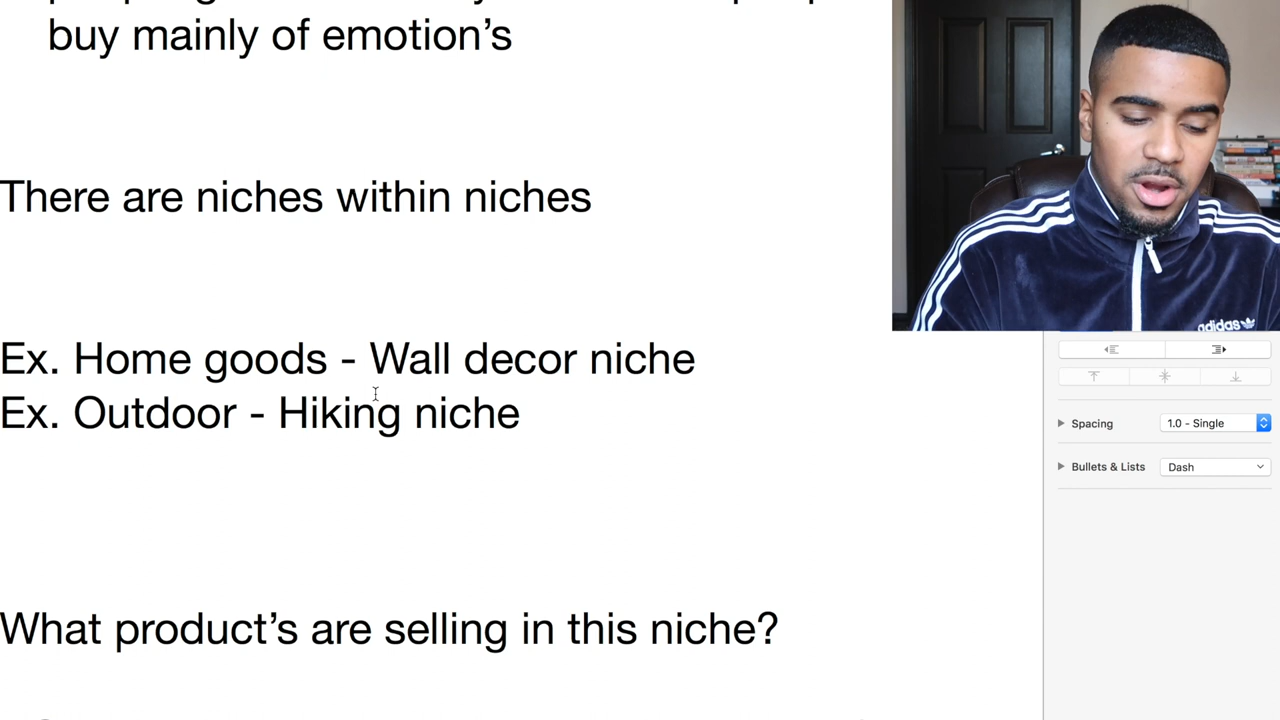 buy mainly of emotion’s
There are niches within niches
Ex. Home goods - Wall decor niche
Ex. Outdoor - Hiking niche
What product’s are selling in this niche?
adidas
Spacing
1.0 - Single
Bullets & Lists
Dash